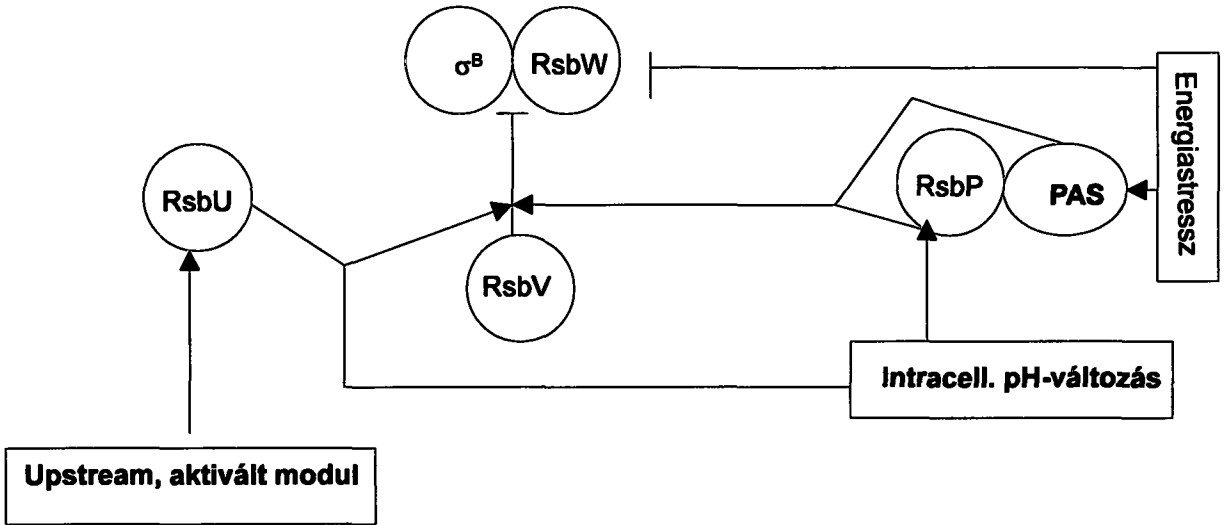 σB
RsbW
Energiastressz
RsbU
RsbP
PAS
RsbV
Intracell. pH-változás
Upstream, aktivált modul